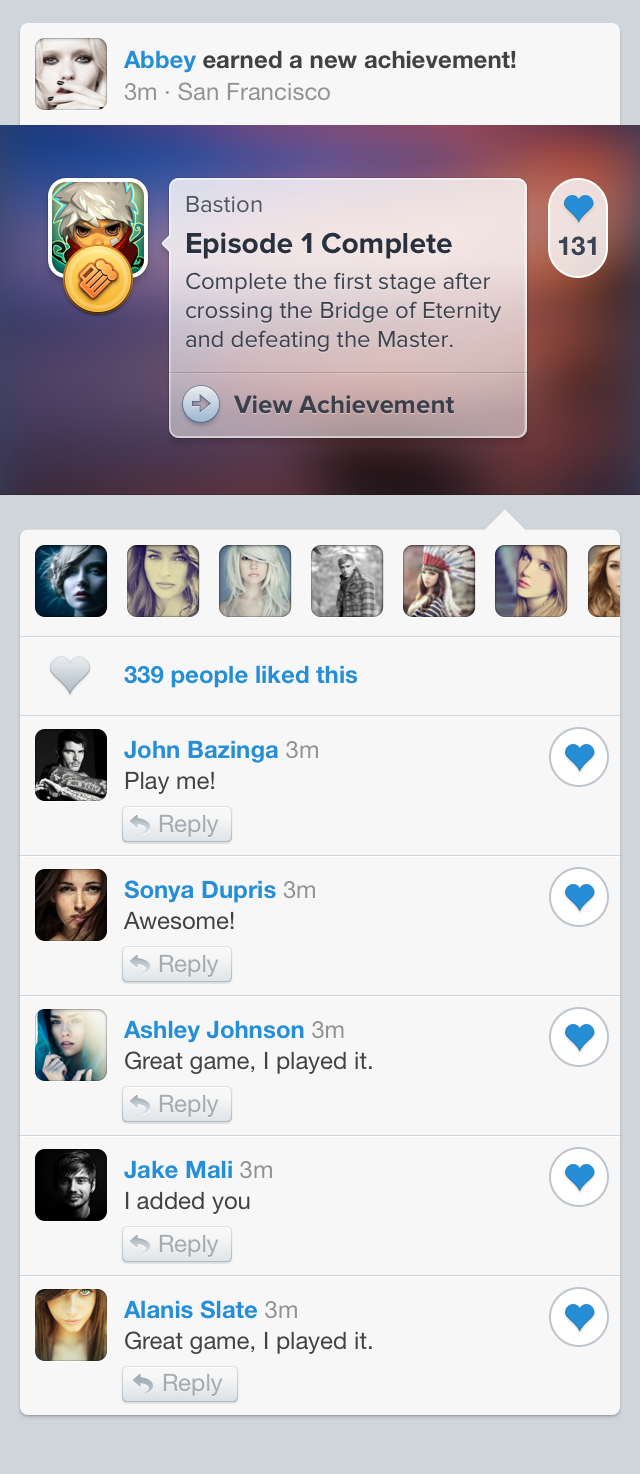 Abbey earned a new achievement!
3m · San Francisco
Bastion
Episode 1 Complete
Complete the first stage after
crossing the Bridge of Eternity
and defeating the Master.
131
View Achievement
339 people liked this
John Bazinga 3m
Play me!
Reply
Sonya Dupris 3m
Awesome!
Reply
Ashley Johnson 3m
Great game, I played it.
Reply
Jake Mali 3m
I added you
Reply
Alanis Slate 3m
Great game, I played it.
Reply